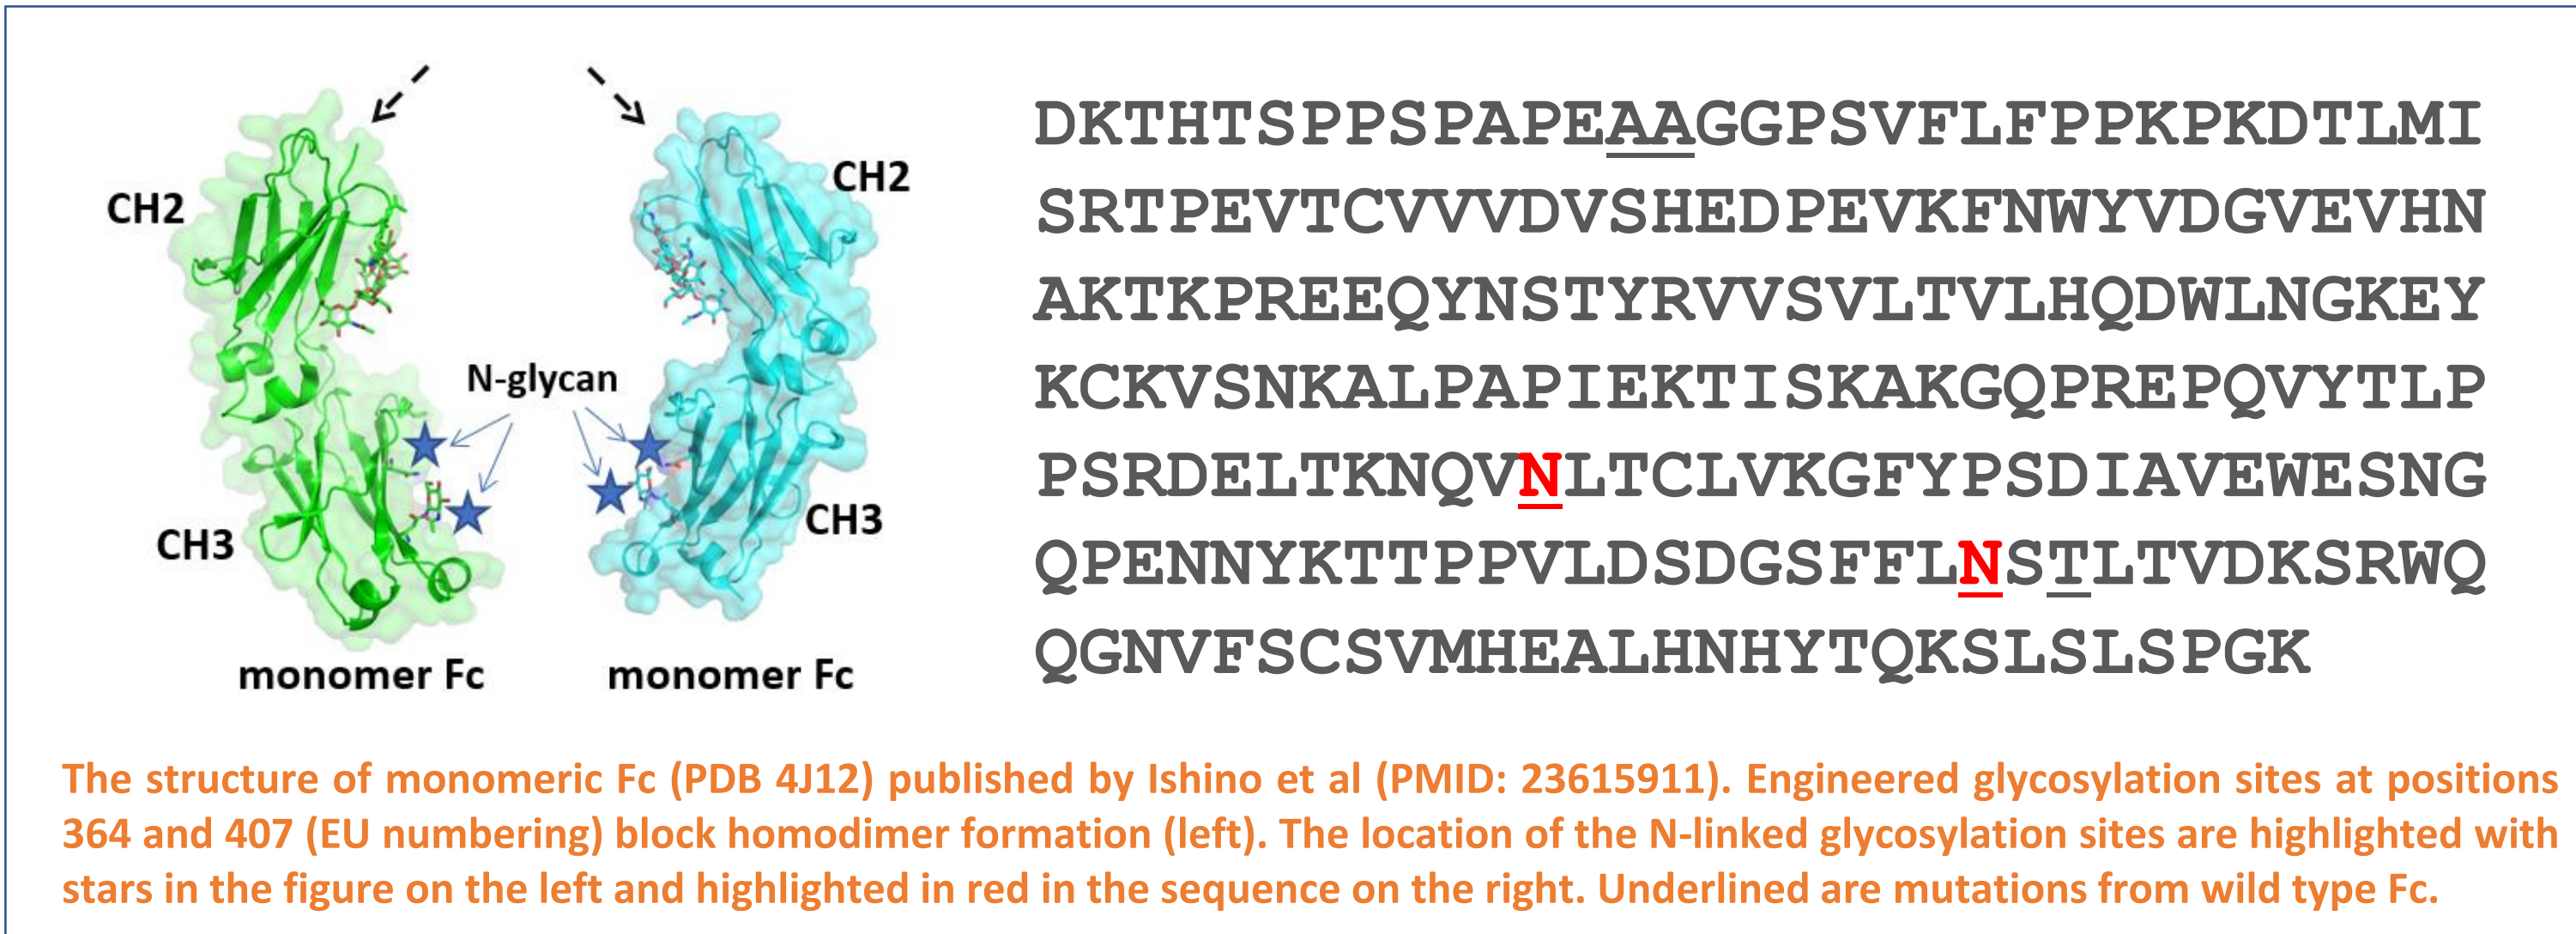 CH2
CH2
N-glycan
CH3
CH3
monomer Fc
monomer Fc
DKTHTSPPSPAPEAAGGPSVFLFPPKPKDTLMI
SRTPEVTCVVVDVSHEDPEVKFNWYVDGVEVHN
AKTKPREEQYNSTYRVVSVLTVLHQDWLNGKEY
KCKVSNKALPAPIEKTISKAKGQPREPQVYTLP
PSRDELTKNQVNLTCLVKGFYPSDIAVEWESNG
QPENNYKTTPPVLDSDGSFFLNSTLTVDKSRWQ
QGNVFSCSVMHEALHNHYTQKSLSLSPGK
The structure of monomeric Fc (PDB 4J12) published by Ishino et al (PMID: 23615911). Engineered glycosylation sites at positions
364 and 407 (EU numbering) block homodimer formation (left). The location of the N-linked glycosylation sites are highlighted with
stars in the figure on the left and highlighted in red in the sequence on the right. Underlined are mutations from wild type Fc.